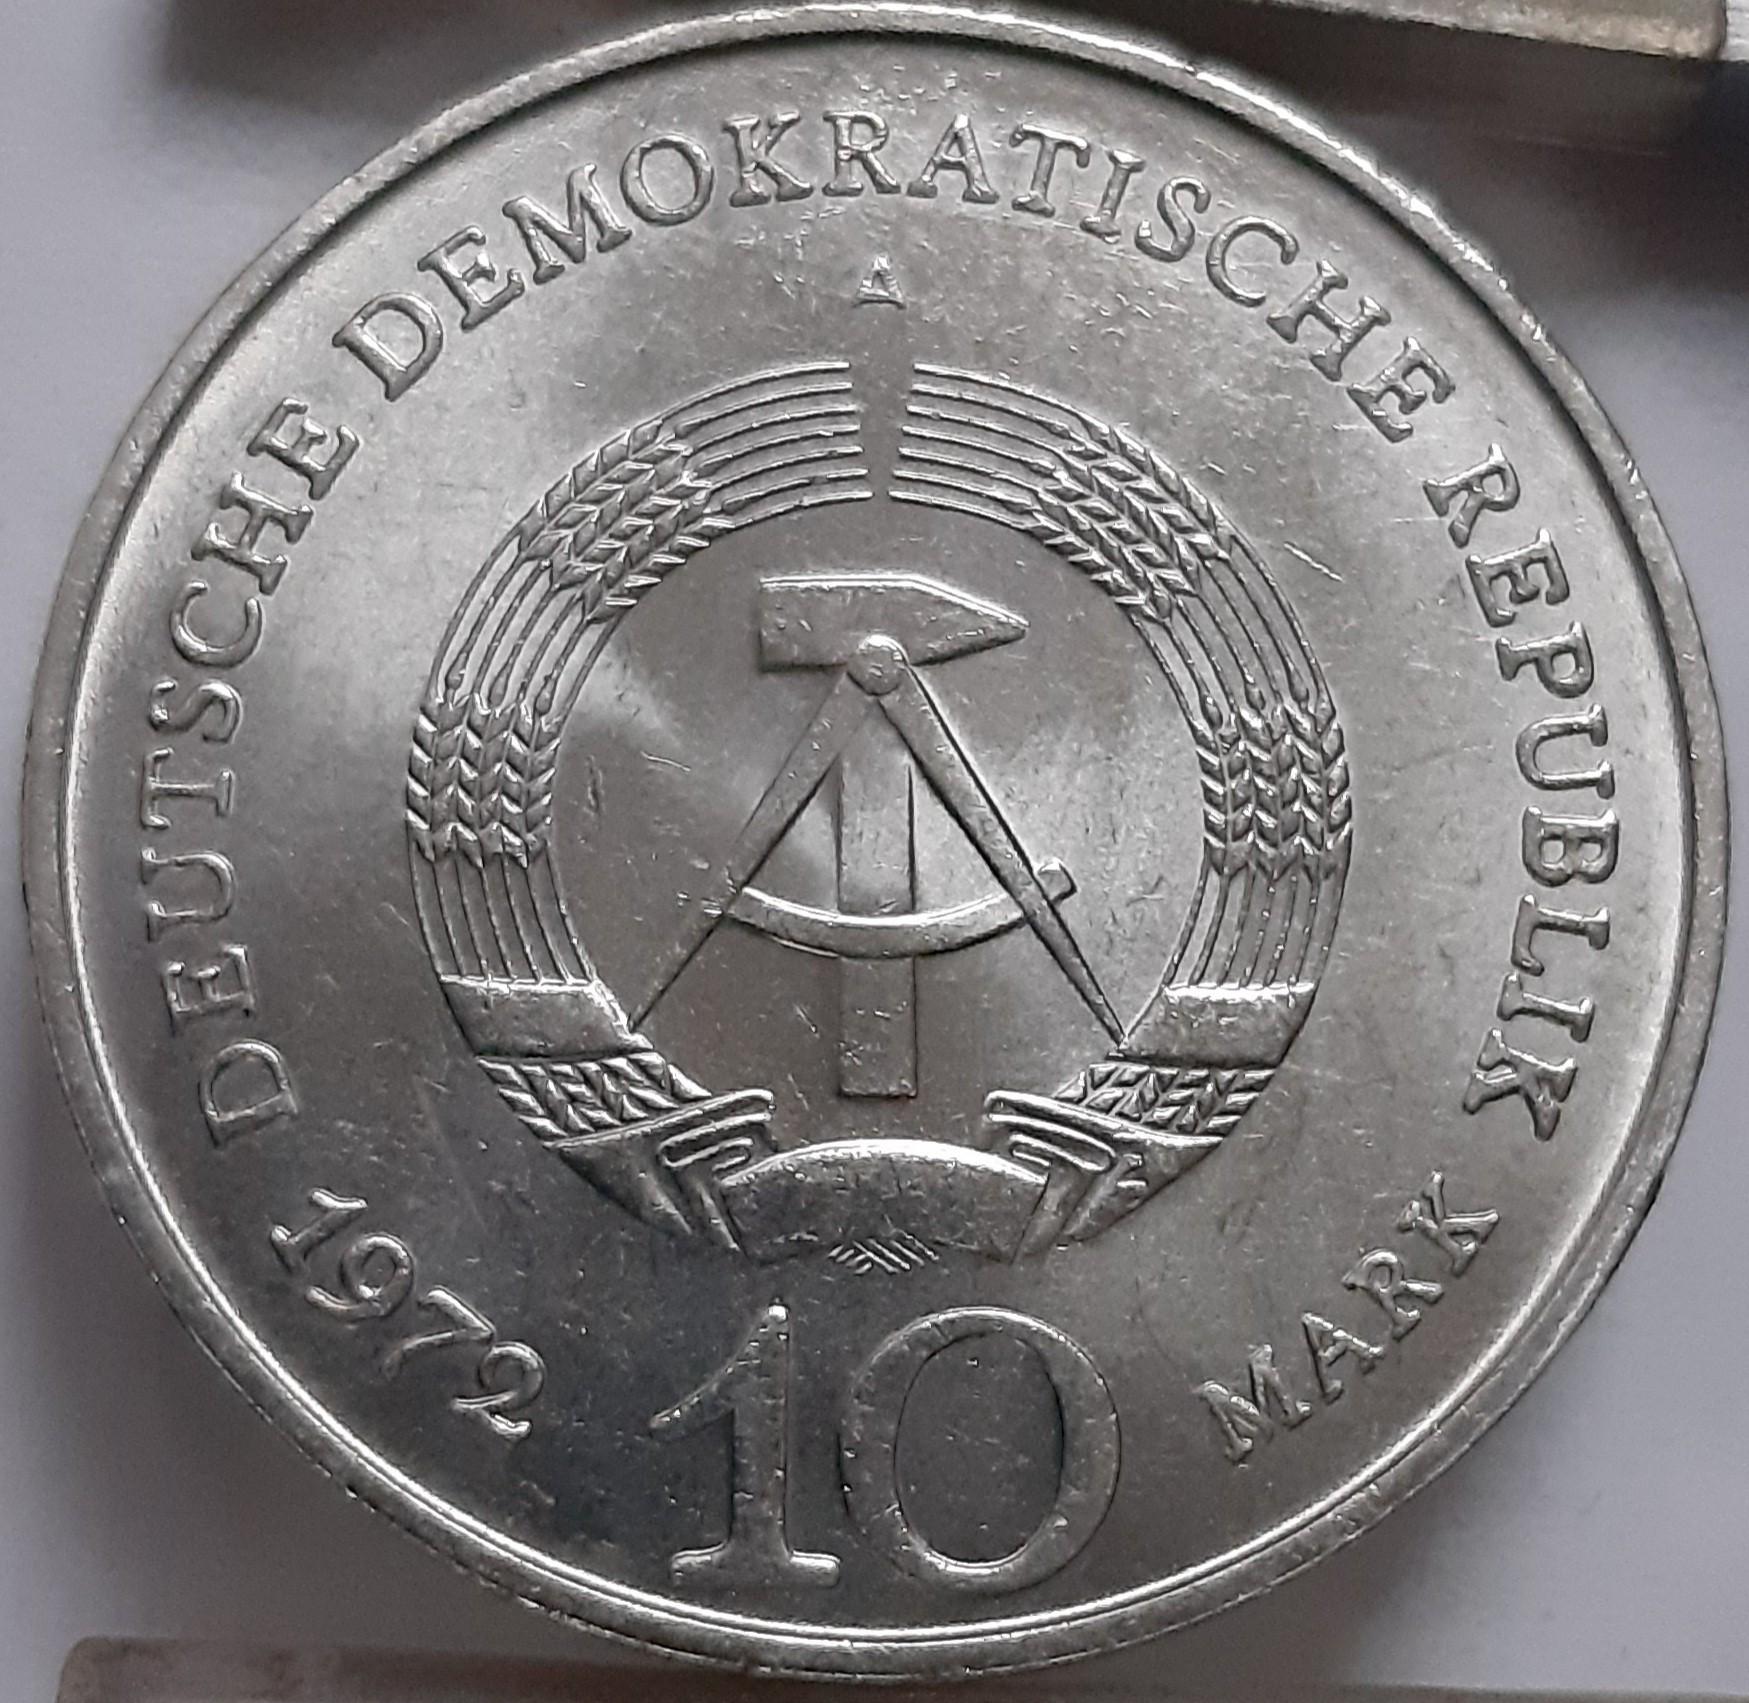 DEUTSCHE DEMOKRATISCHE REPUBLIK
A
1972
10
MARK